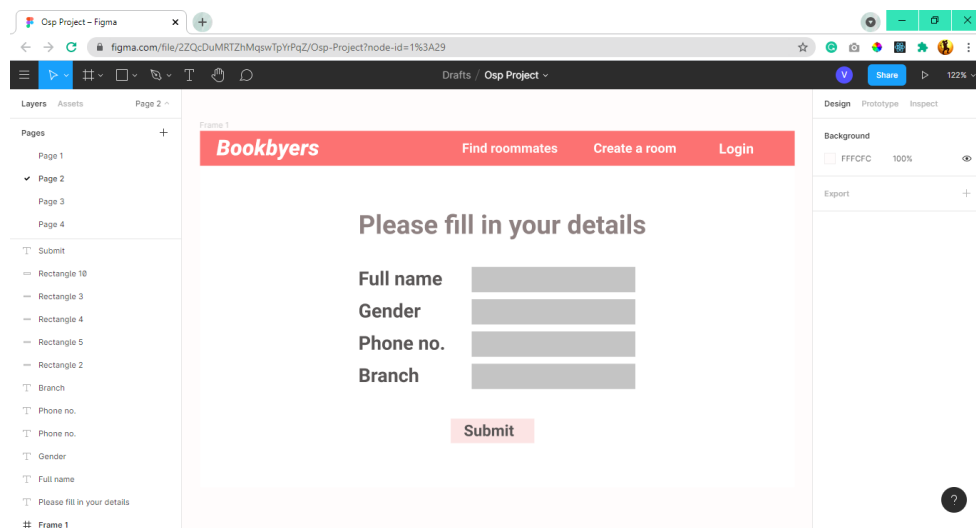 Osp Project – Figma
figma.com/file/2ZQcDuMRTZhMqswTpYrPqZ/Osp-Project?node-id=1%3A29
Drafts / Osp Project
V
Share
122%
Layers
Assets
Page 2
Pages
Page 1
Page 2
Page 3
Page 4
Submit
Rectangle 10
Rectangle 3
Rectangle 4
Rectangle 5
Rectangle 2
Branch
Phone no.
Phone no.
Gender
Full name
Please fill in your details
Frame 1
Frame 1
Bookbyers
Find roommates
Create a room
Login
Please fill in your details
Full name
Gender
Phone no.
Branch
Submit
Design
Prototype
Inspect
Background
FFFCFC
100%
Export
?